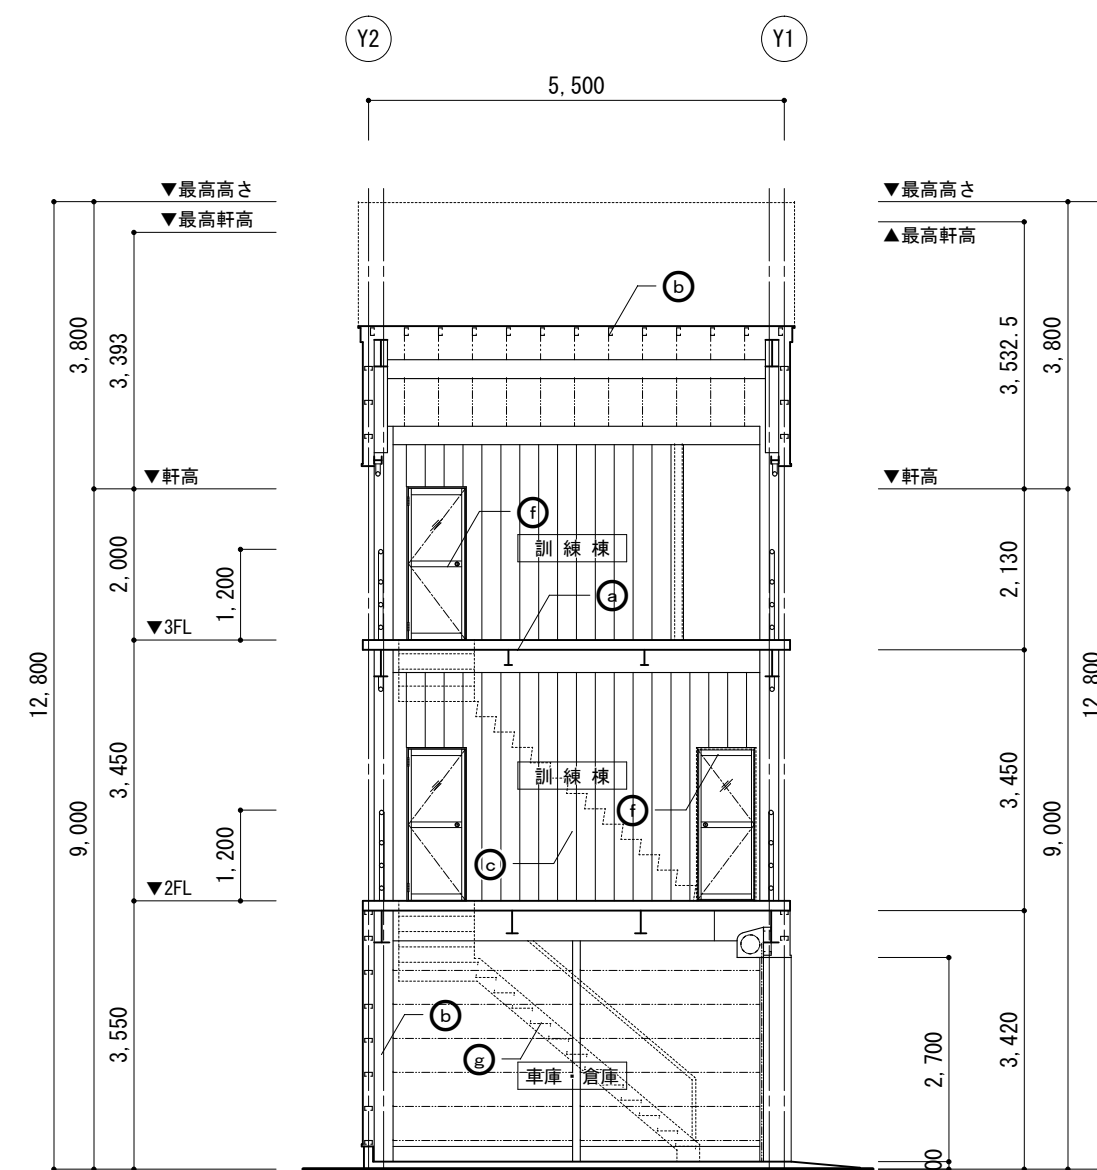 Y2
Y1
5,500
▼最高高さ
▼最高軒高
▼最高高さ
▲最高軒高
b
3,800
3,393
3,532.5
3,800
▼軒高
▼軒高
f
訓練棟
2,000
1,200
2,130
a
▼3FL
12,800
12,800
3,450
訓練棟
3,450
f
9,000
1,200
9,000
c
▼2FL
b
3,550
g
車庫・倉庫
2,700
3,420